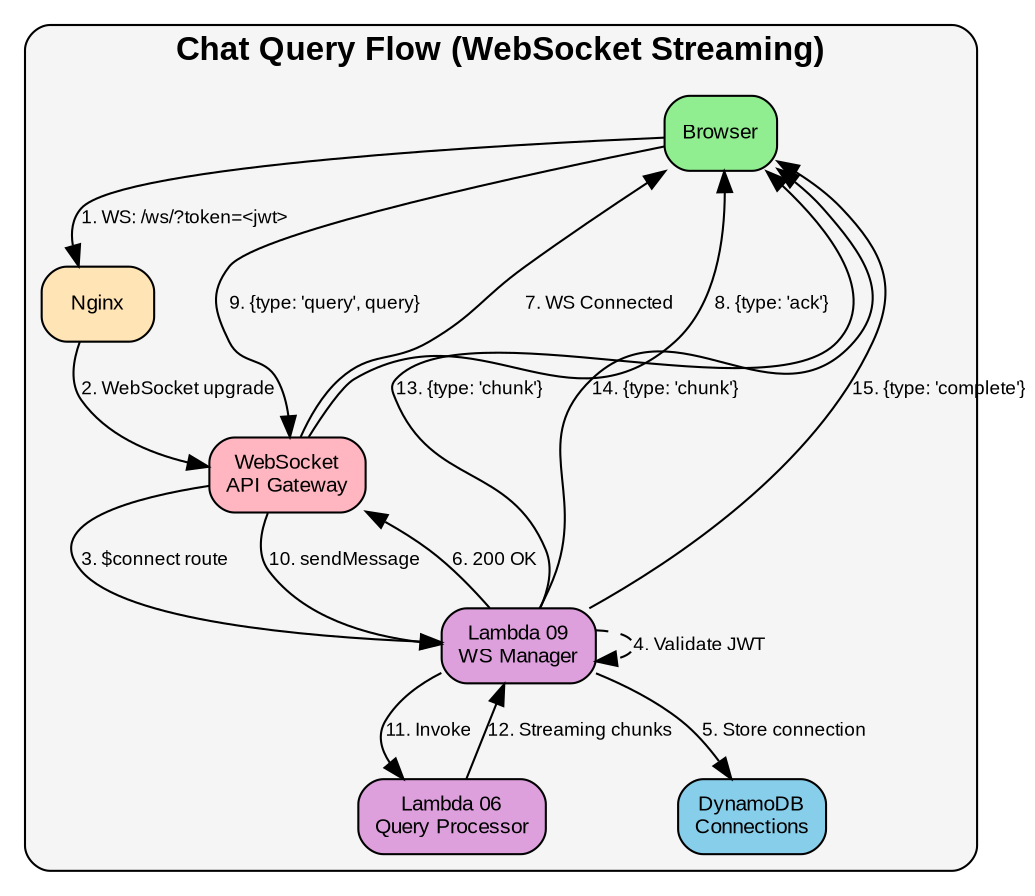 Chat Query Flow (WebSocket Streaming)
Browser
1. WS: /ws/?token=<jwt>
Nginx
9. {type: 'query', query}
7. WS Connected
8. {type: 'ack'}
2. WebSocket upgrade
13. {type: 'chunk'}
14. {type: 'chunk'}
15. {type: 'complete'}
WebSocket
API Gateway
3. $connect route
10. sendMessage
6. 200 OK
Lambda 09
WS Manager
4. Validate JWT
11. Invoke
12. Streaming chunks
5. Store connection
Lambda 06
Query Processor
DynamoDB
Connections